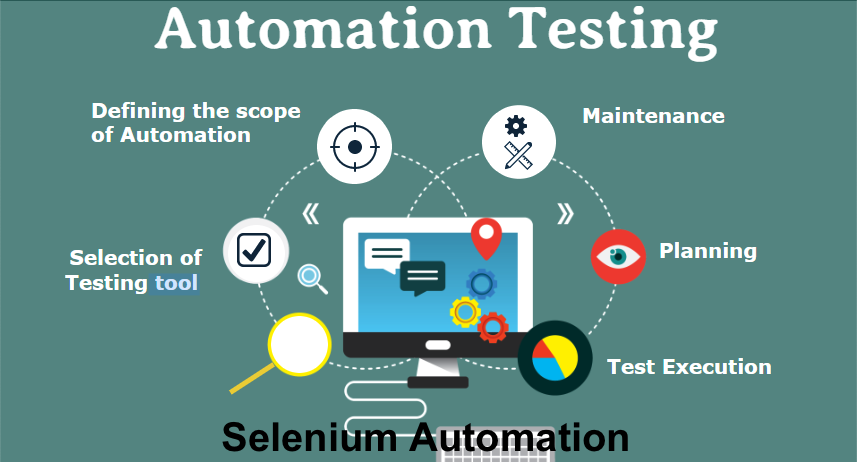 Automation Testing
Defining the scope
of Automation
Maintenance
Selection of
Testing tool
Planning
Test Execution
Selenium Automation